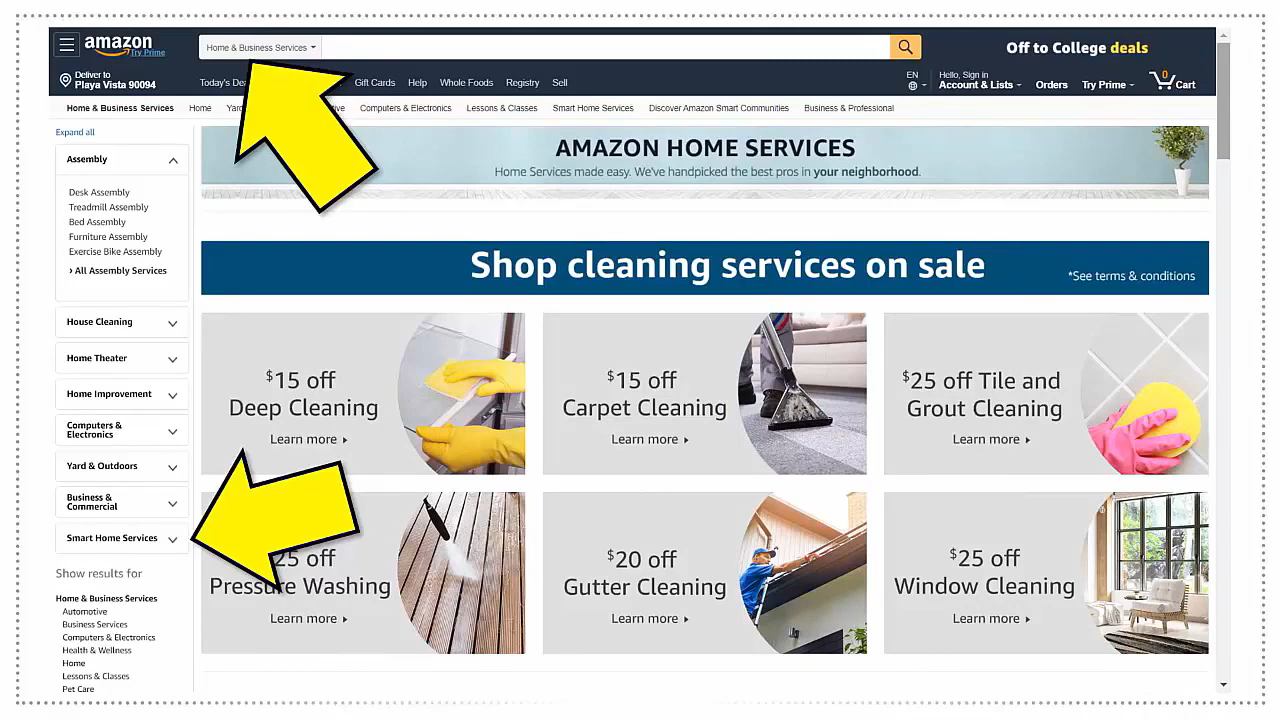 amazon
Try Prime
Home & Business Services
Off to College deals
Deliver to
Playa Vista 90094
Today's Gift Cards Help Whole Foods Registry Sell
EN
Hello, Sign in
Account & Lists
Orders
Try Prime
0
Cart
Home & Business Services Home Computers & Electronics Lessons & Classes Smart Home Services Discover Amazon Smart Communities Business & Professional
Expand all
Assembly
Desk Assembly
Treadmill Assembly
Bed Assembly
Furniture Assembly
Exercise Bike Assembly
› All Assembly Services
House Cleaning
Home Theater
Home Improvement
Computers &
Electronics
Yard & Outdoors
Business &
Commercial
Smart Home Services
Show results for
Home & Business Services
Automotive
Business Services
Computers & Electronics
Health & Wellness
Home
Lessons & Classes
Pet Care
AMAZON HOME SERVICES
Home Services made easy. We've handpicked the best pros in your neighborhood.
Shop cleaning services on sale
*See terms & conditions
$15 off
Deep Cleaning
Learn more
$15 off
Carpet Cleaning
Learn more
$25 off Tile and
Grout Cleaning
Learn more
25 off
Pressure Washing
Learn more
$20 off
Gutter Cleaning
Learn more
$25 off
Window Cleaning
Learn more